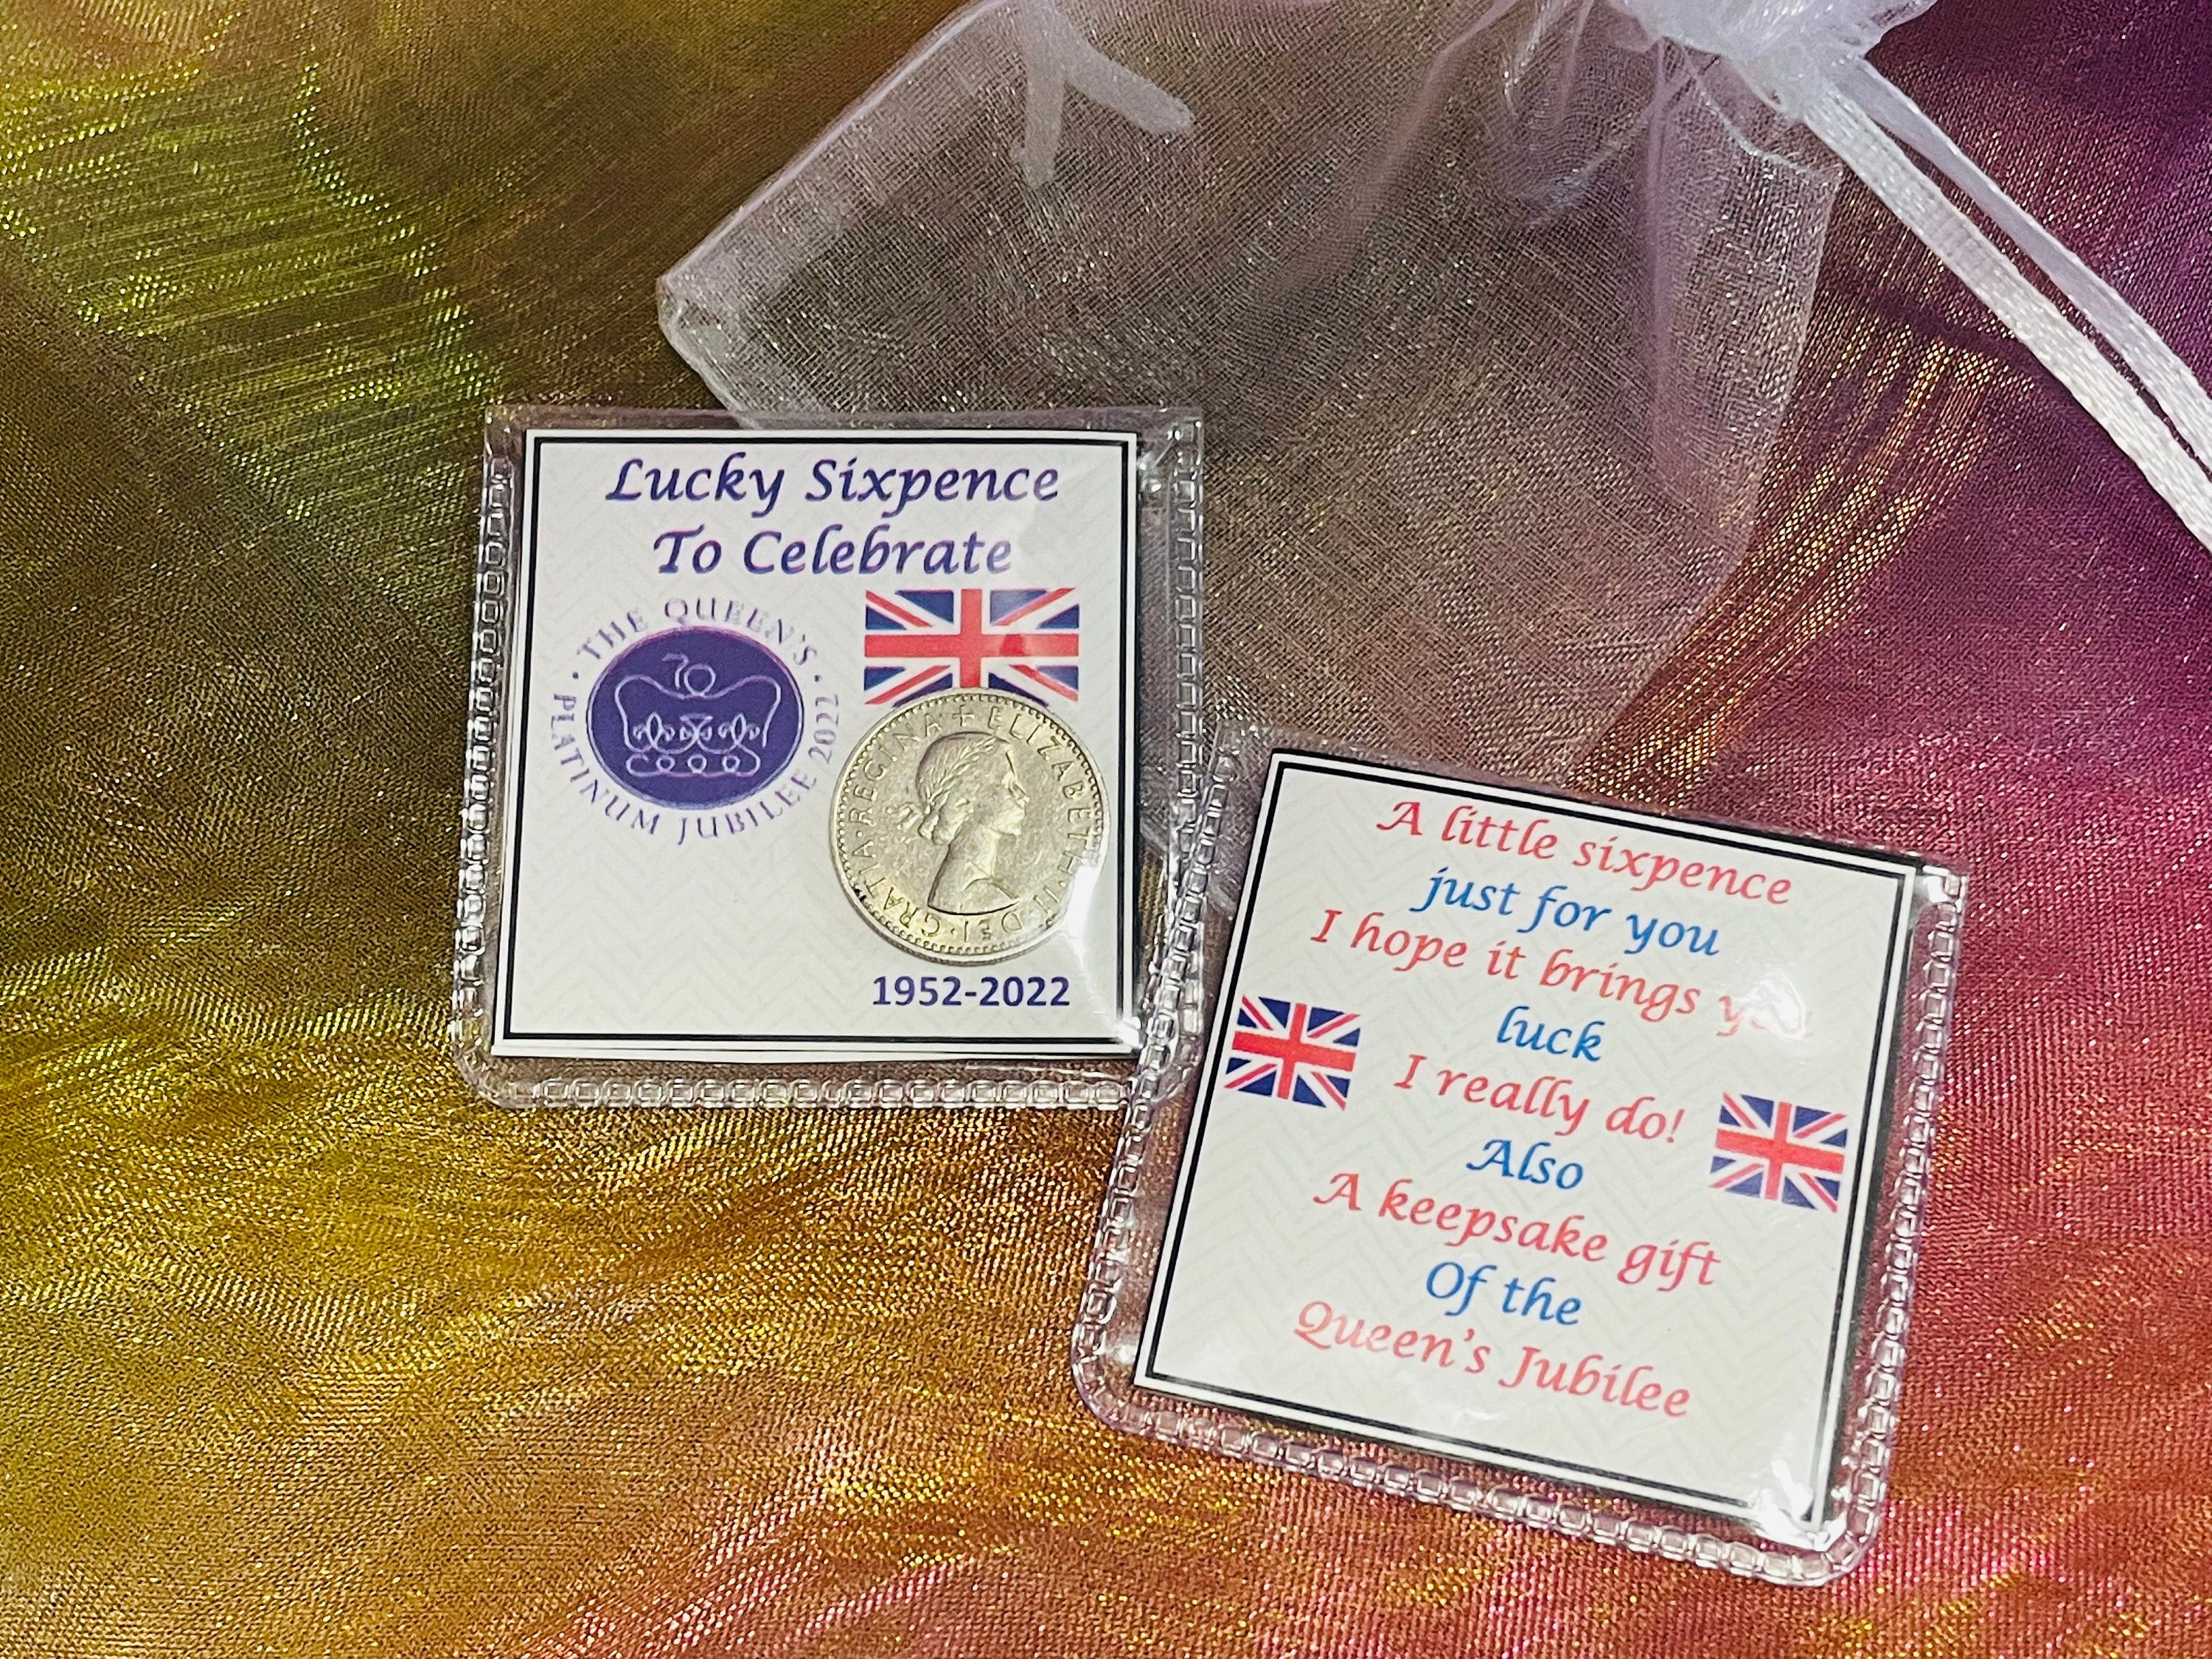 Lucky Sixpence
To Celebrate
· THE QUEEN'S ·
PLATINUM JUBILEE 2022
70
+ ELIZABETH · II · DEI · GRATIA · REGINA
1952-2022
A little sixpence
just for you
I hope it brings
luck
I really do!
Also
A keepsake gift
Of the
Queen's Jubilee